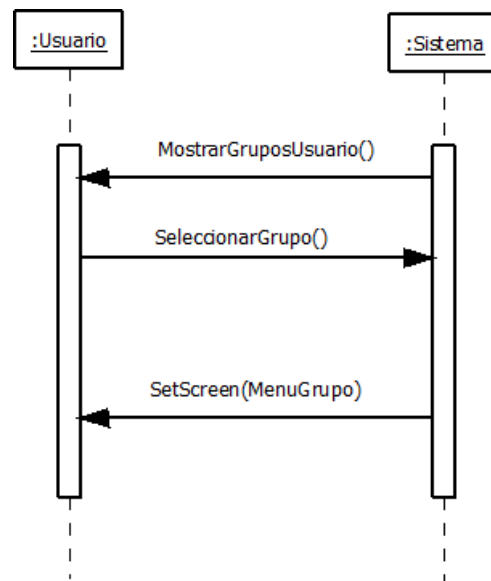 :Usuario
:Sistema
MostrarGruposUsuario()
SeleccionarGrupo()
SetScreen(MenuGrupo)